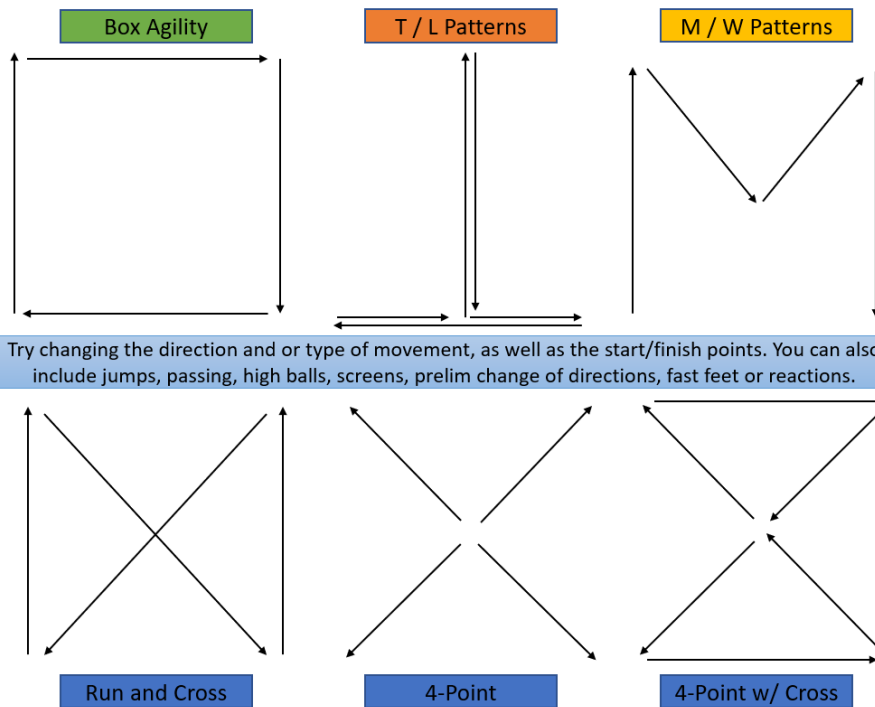 Box Agility
T / L Patterns
M / W Patterns
Try changing the direction and or type of movement, as well as the start/finish points. You can also
include jumps, passing, high balls, screens, prelim change of directions, fast feet or reactions.
Run and Cross
4-Point
4-Point w/ Cross